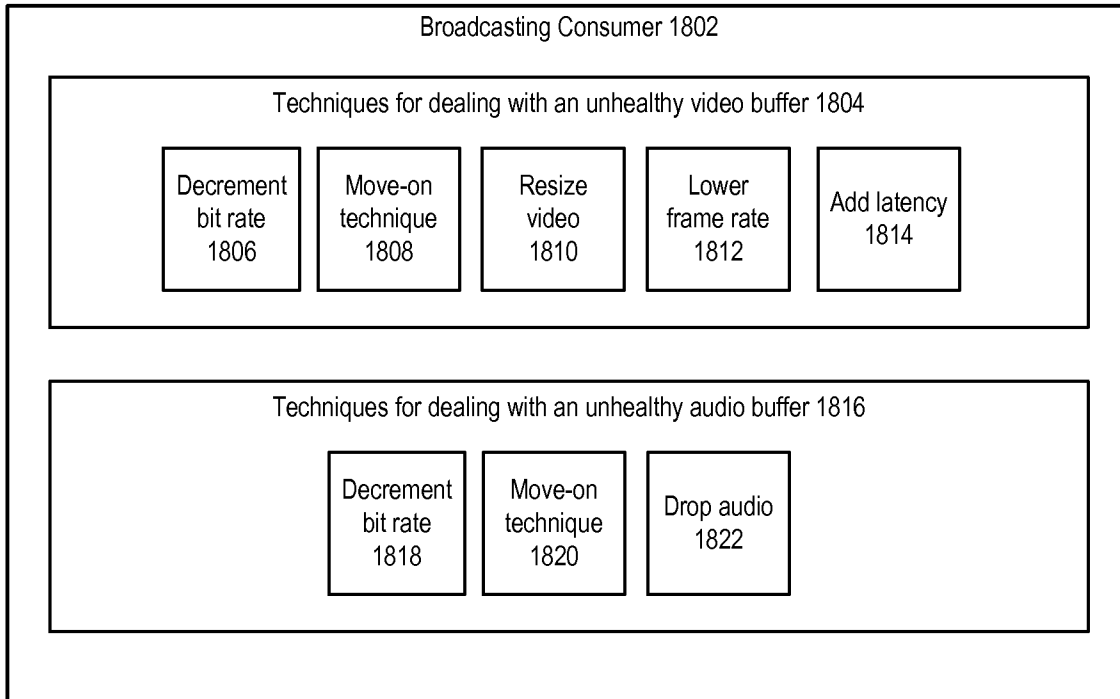 Broadcasting Consumer 1802
Techniques for dealing with an unhealthy video buffer 1804
Decrement
bit rate
1806
Move-on
technique
1808
Resize
video
1810
Lower
frame rate
1812
Add latency
1814
Techniques for dealing with an unhealthy audio buffer 1816
Decrement
bit rate
1818
Move-on
technique
1820
Drop audio
1822